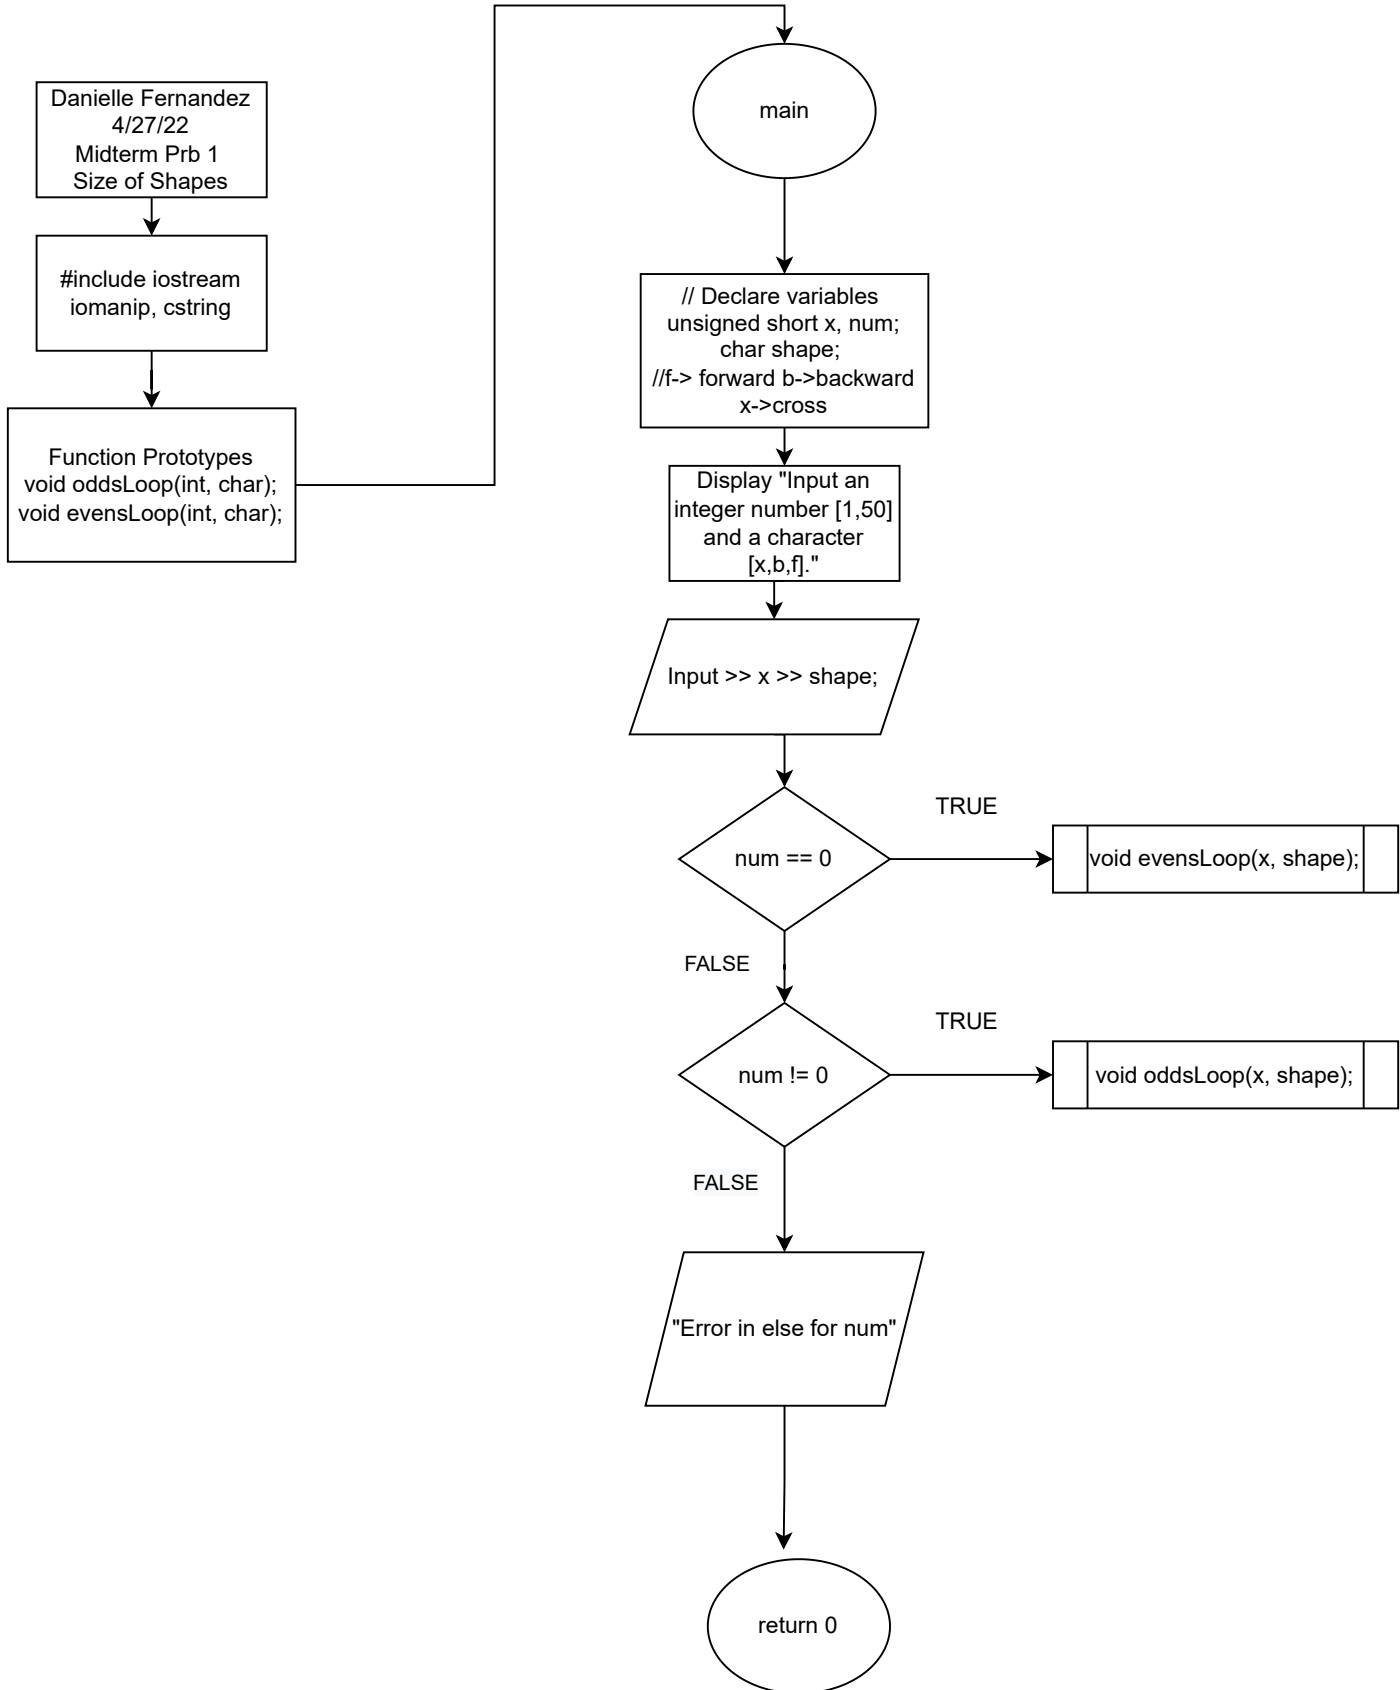 Danielle Fernandez
4/27/22
Midterm Prb 1
Size of Shapes
#include iostream
iomanip, cstring
Function Prototypes
void oddsLoop(int, char);
void evensLoop(int, char);
main
// Declare variables
unsigned short x, num;
char shape;
//f-> forward b->backward
x->cross
Display "Input an
integer number [1,50]
and a character
[x,b,f]."
Input >> x >> shape;
num == 0
TRUE
void evensLoop(x, shape);
FALSE
num != 0
TRUE
void oddsLoop(x, shape);
FALSE
"Error in else for num"
return 0